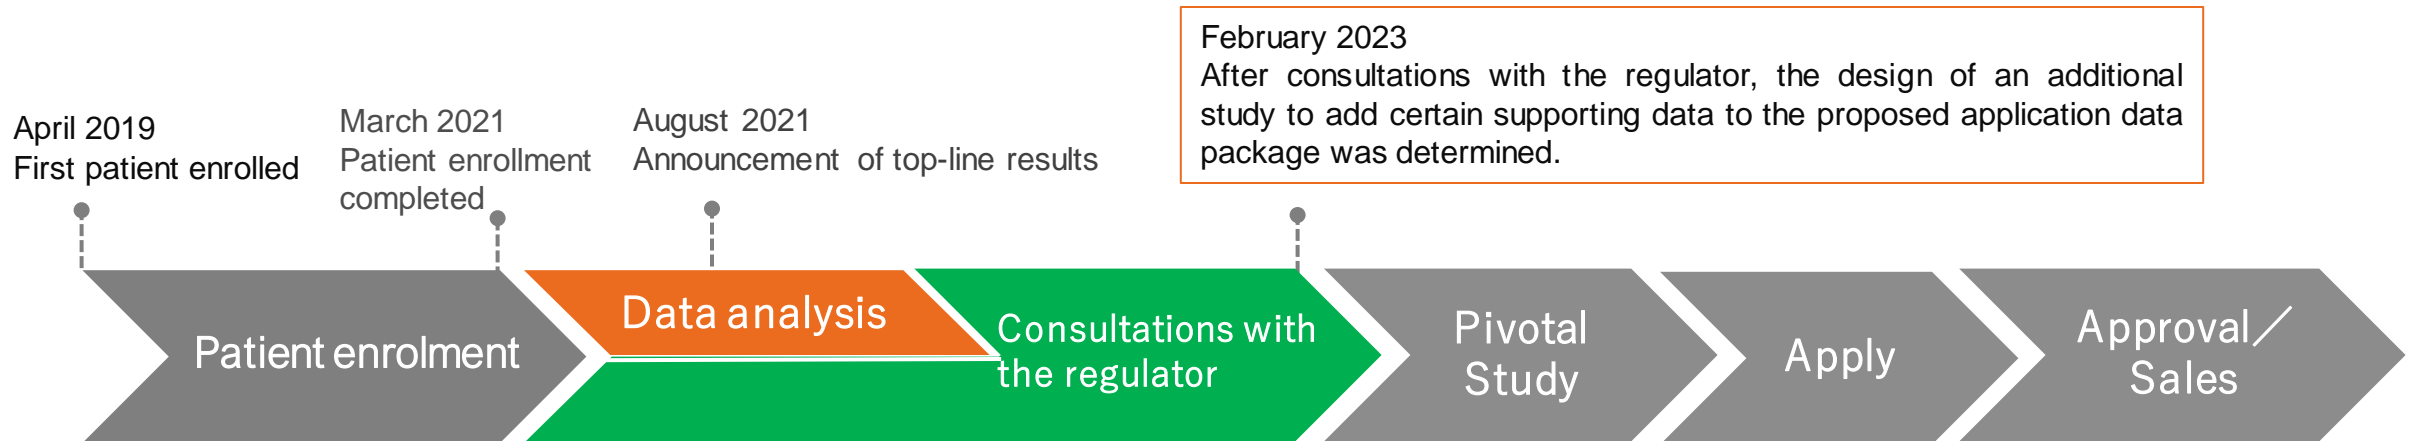 April 2019
First patient enrolled
March 2021
Patient enrollment
completed
August 2021
Announcement of top-line results
February 2023
After consultations with the regulator, the design of an additional
study to add certain supporting data to the proposed application data
package was determined.
Patient enrolment
Data analysis
Consultations with
the regulator
Pivotal
Study
Apply
Approval／
Sales